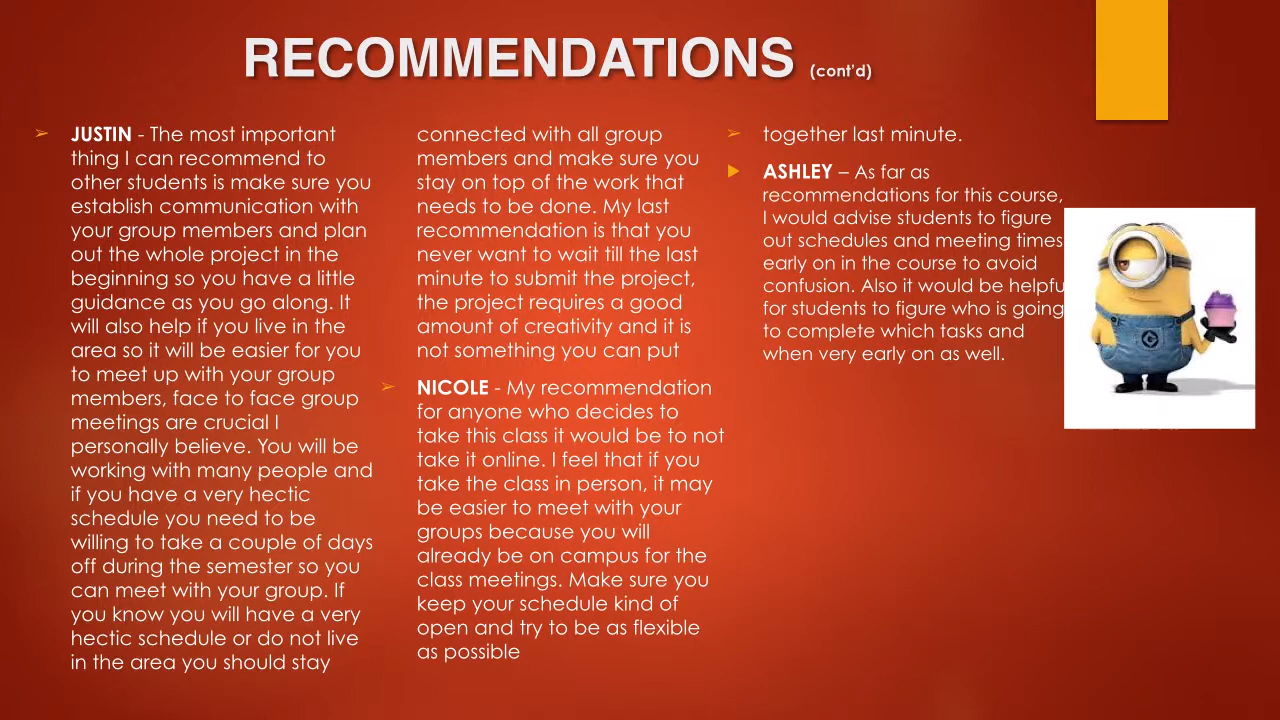 RECOMMENDATIONS (cont’d)
➢ JUSTIN - The most important
thing I can recommend to
other students is make sure you
establish communication with
your group members and plan
out the whole project in the
beginning so you have a little
guidance as you go along. It
will also help if you live in the
area so it will be easier for you
to meet up with your group
members, face to face group
meetings are crucial I
personally believe. You will be
working with many people and
if you have a very hectic
schedule you need to be
willing to take a couple of days
off during the semester so you
can meet with your group. If
you know you will have a very
hectic schedule or do not live
in the area you should stay
connected with all group
members and make sure you
stay on top of the work that
needs to be done. My last
recommendation is that you
never want to wait till the last
minute to submit the project,
the project requires a good
amount of creativity and it is
not something you can put
➢ together last minute.
➢ NICOLE - My recommendation
for anyone who decides to
take this class it would be to not
take it online. I feel that if you
take the class in person, it may
be easier to meet with your
groups because you will
already be on campus for the
class meetings. Make sure you
keep your schedule kind of
open and try to be as flexible
as possible
▶ ASHLEY – As far as
recommendations for this course,
I would advise students to figure
out schedules and meeting times
early on in the course to avoid
confusion. Also it would be helpfu
for students to figure who is going
to complete which tasks and
when very early on as well.